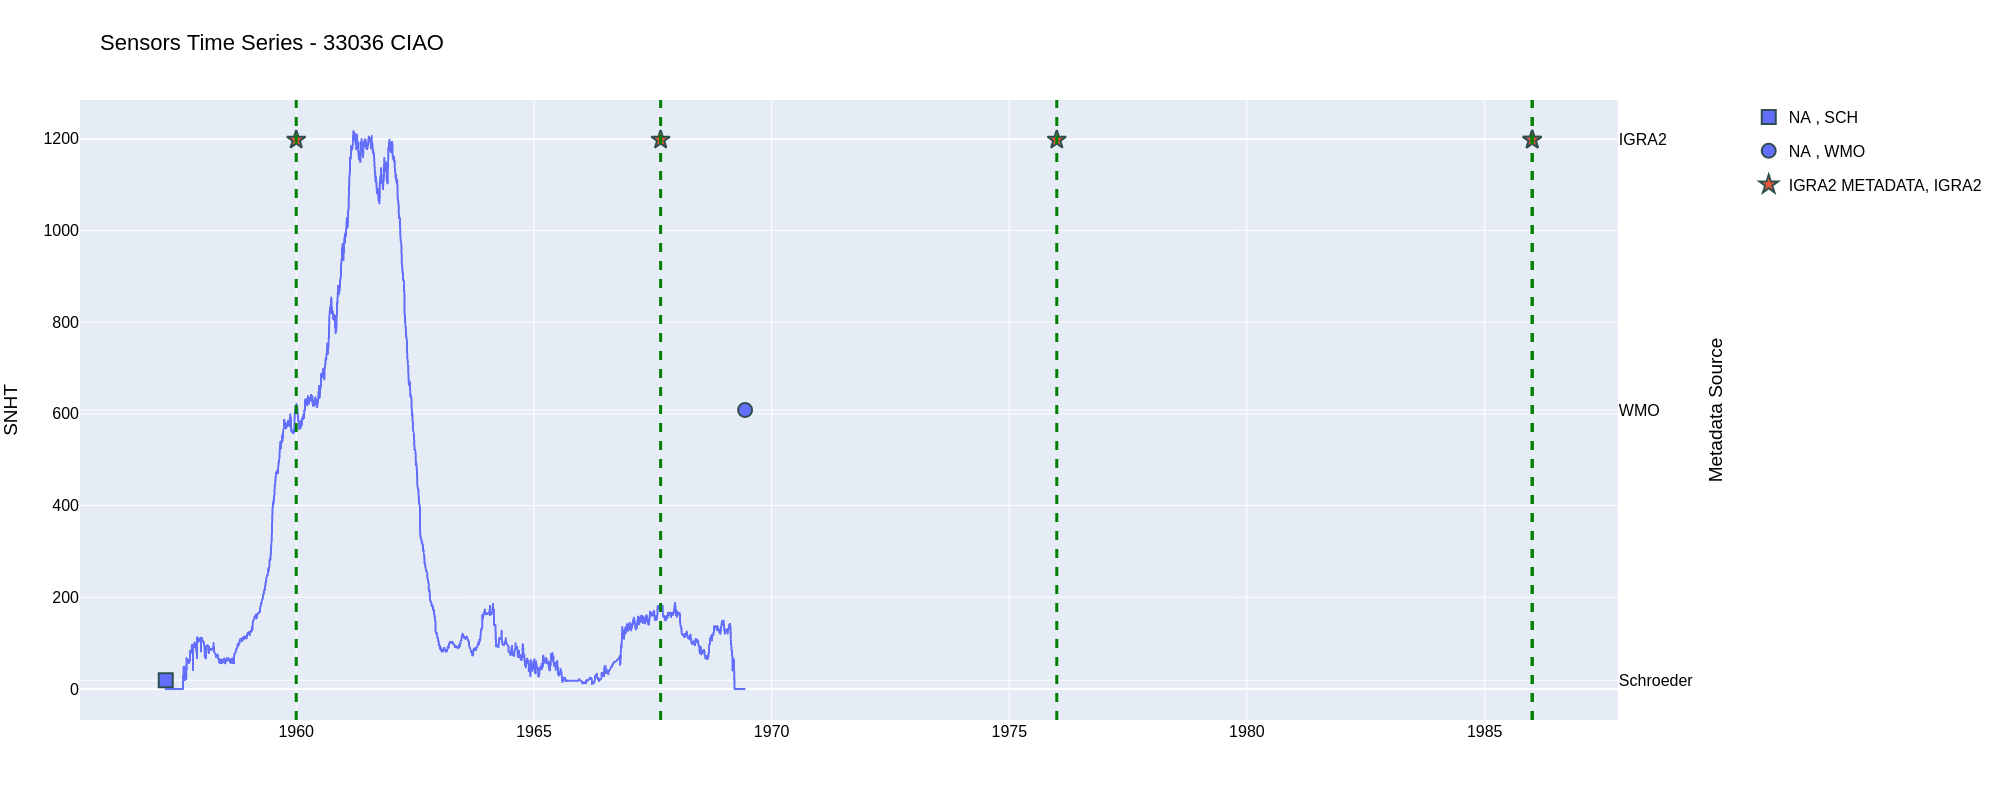 Sensors Time Series - 33036 CIAO
NA , SCH
NA , WMO
IGRA2 METADATA, IGRA2
1200
1000
800
600
400
200
0
SNHT
IGRA2
WMO
Schroeder
Metadata Source
1960 1965 1970 1975 1980 1985